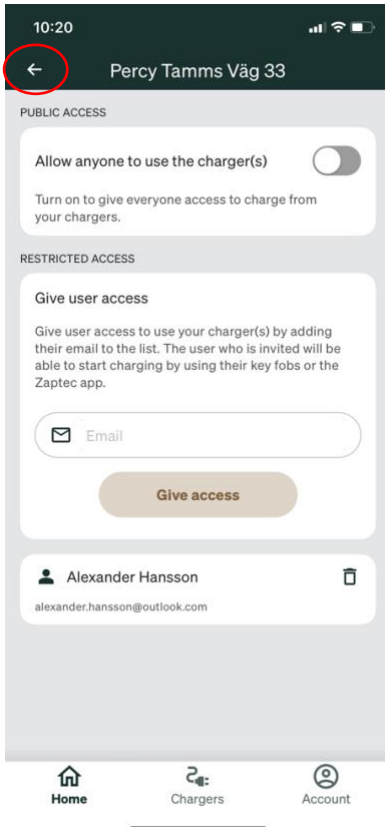 10:20
Percy Tamms Väg 33
PUBLIC ACCESS
Allow anyone to use the charger(s)
Turn on to give everyone access to charge from
your chargers.
RESTRICTED ACCESS
Give user access
Give user access to use your charger(s) by adding
their email to the list. The user who is invited will be
able to start charging by using their key fobs or the
Zaptec app.
Email
Give access
Alexander Hansson
alexander.hansson@outlook.com
Home
Chargers
Account